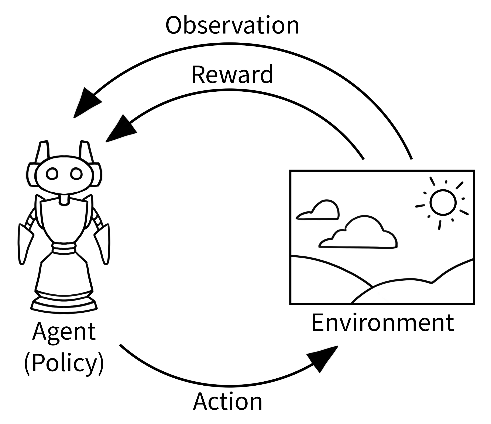 Observation
Reward
Agent
(Policy)
Environment
Action